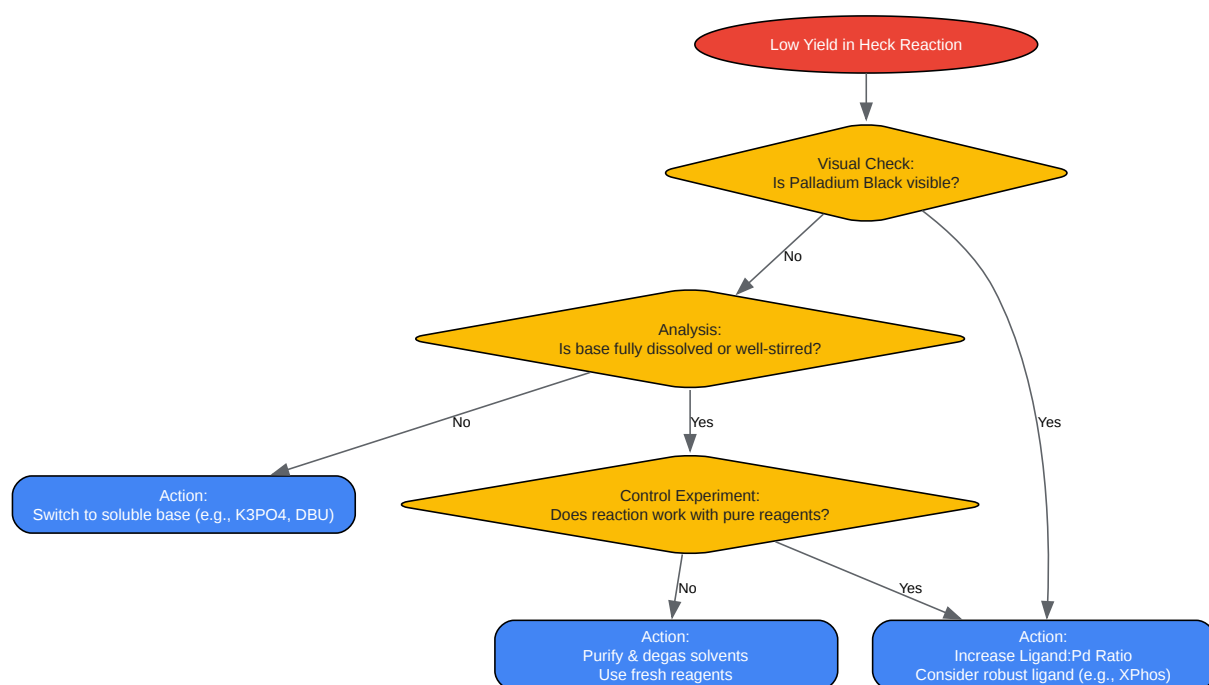 Low Yield in Heck Reaction
Visual Check:
Is Palladium Black visible?
No
Analysis:
Is base fully dissolved or well-stirred?
No
Yes
Yes
Action:
Switch to soluble base (e.g., K3PO4, DBU)
Control Experiment:
Does reaction work with pure reagents?
No
Yes
Action:
Purify & degas solvents
Use fresh reagents
Action:
Increase Ligand:Pd Ratio
Consider robust ligand (e.g., XPhos)